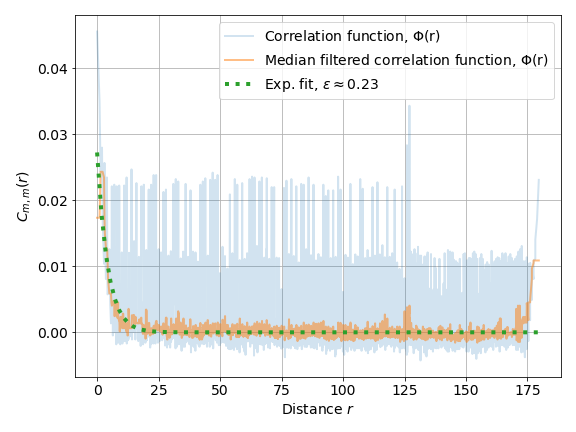 Correlation function, Φ(r)
Median filtered correlation function, Φ(r)
Exp. fit, ε ≈ 0.23
0.04
0.03
0.02
0.01
0.00
C_{m, m}(r)
0 25 50 75 100 125 150 175
Distance r